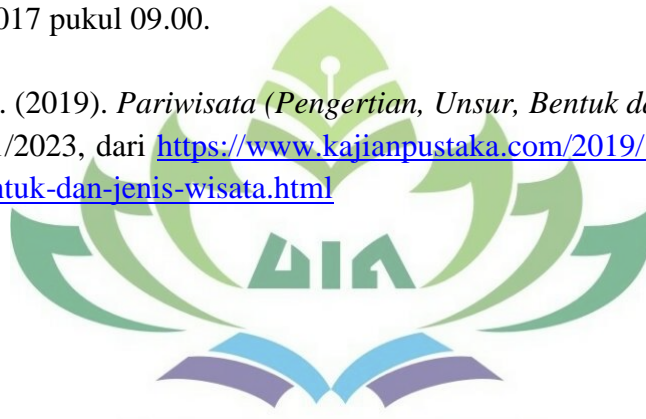 017 pukul 09.00.
. (2019). Pariwisata (Pengertian, Unsur, Bentuk da
/2023, dari https://www.kajianpustaka.com/2019/
ntuk-dan-jenis-wisata.html
UIN